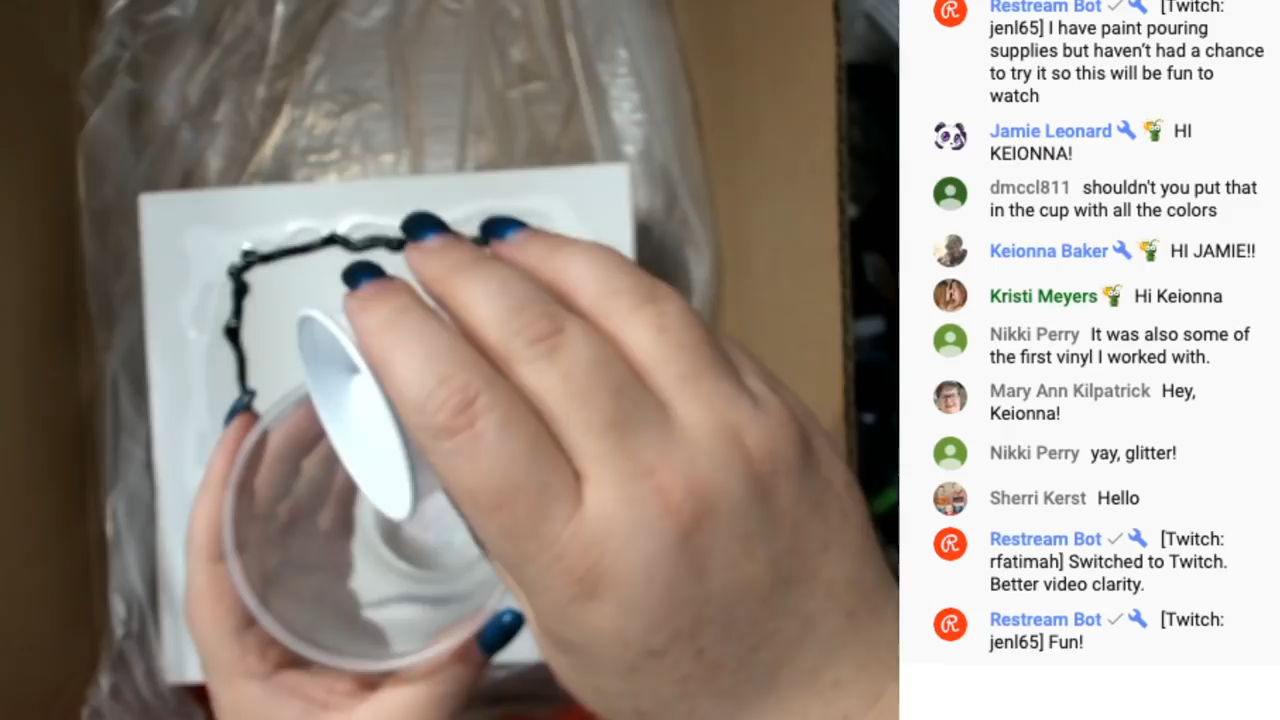 Restream Bot [Twitch:
jenl65] I have paint pouring
supplies but haven't had a chance
to try it so this will be fun to
watch
Jamie Leonard HI
KEIONNA!
dmccl811 shouldn't you put that
in the cup with all the colors
Keionna Baker HI JAMIE!!
Kristi Meyers Hi Keionna
Nikki Perry It was also some of
the first vinyl I worked with.
Mary Ann Kilpatrick Hey,
Keionna!
Nikki Perry yay, glitter!
Sherri Kerst Hello
Restream Bot [Twitch:
rfatimah] Switched to Twitch.
Better video clarity.
Restream Bot [Twitch:
jenl65] Fun!